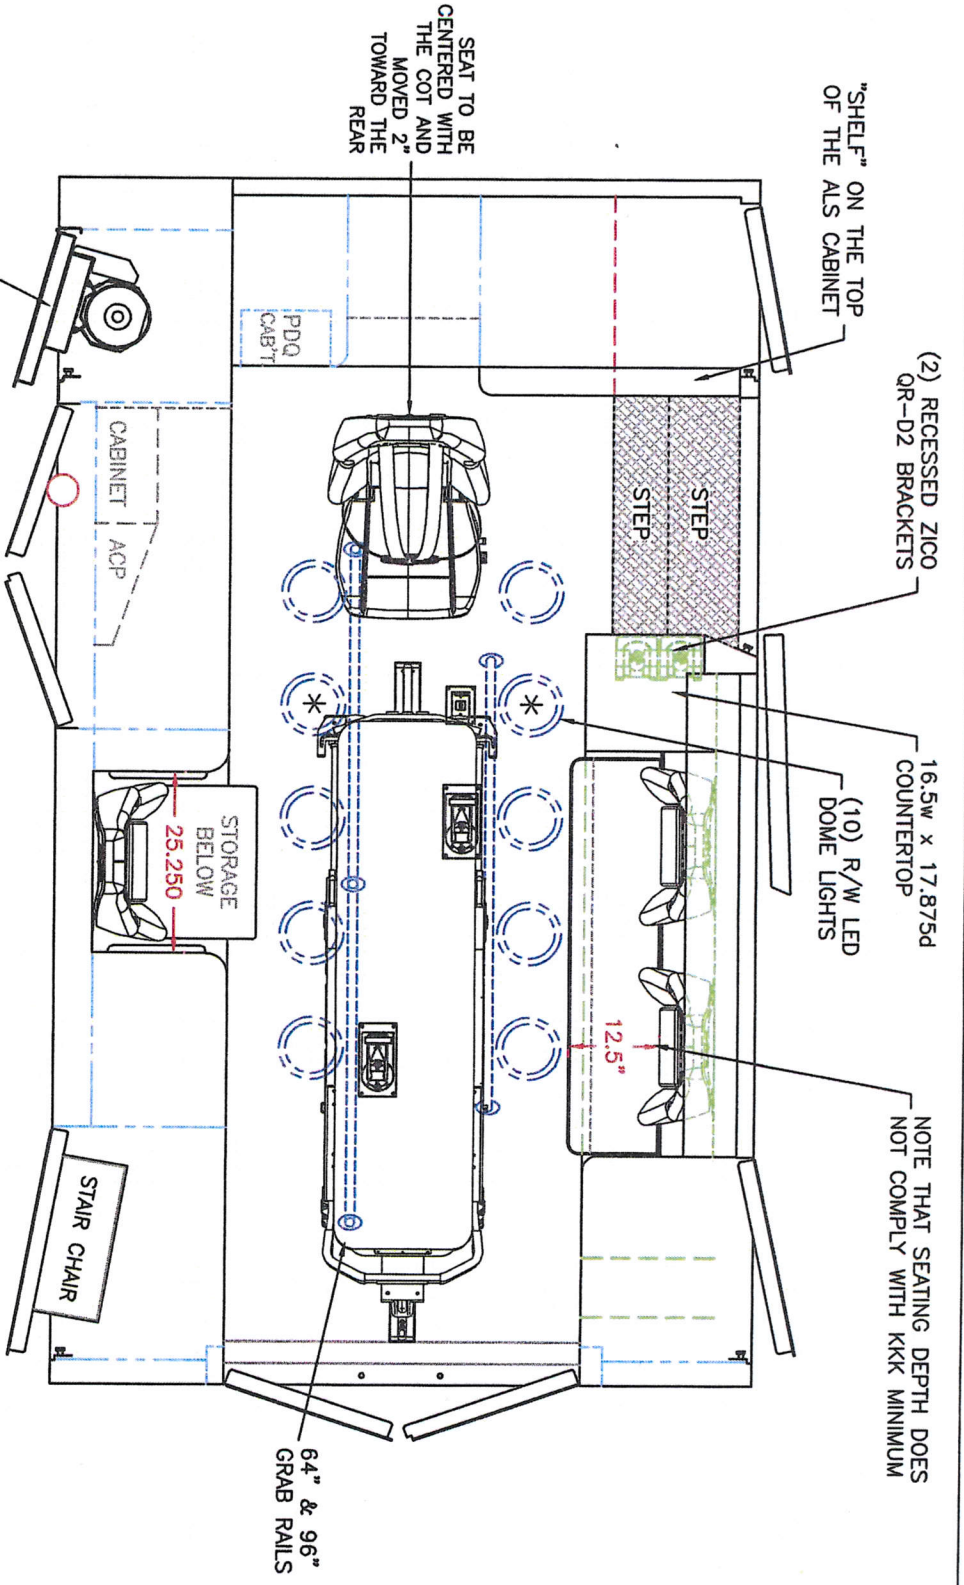 "SHELF" ON THE TOP
OF THE ALS CABINET
(2) RECESSED ZICO
QR-D2 BRACKETS
16.5w x 17.875d
COUNTERTOP
(10) R/W LED
DOME LIGHTS
NOTE THAT SEATING DEPTH DOES
NOT COMPLY WITH KKK MINIMUM
SEAT TO BE
CENTERED WITH
THE COT AND
MOVED 2"
TOWARD THE
REAR
STEP
STEP
12.5"
PDQ
CAB'T
*
*
CABINET
ACP
STORAGE
BELOW
25.250
STAIR CHAIR
64" & 96"
GRAB RAILS